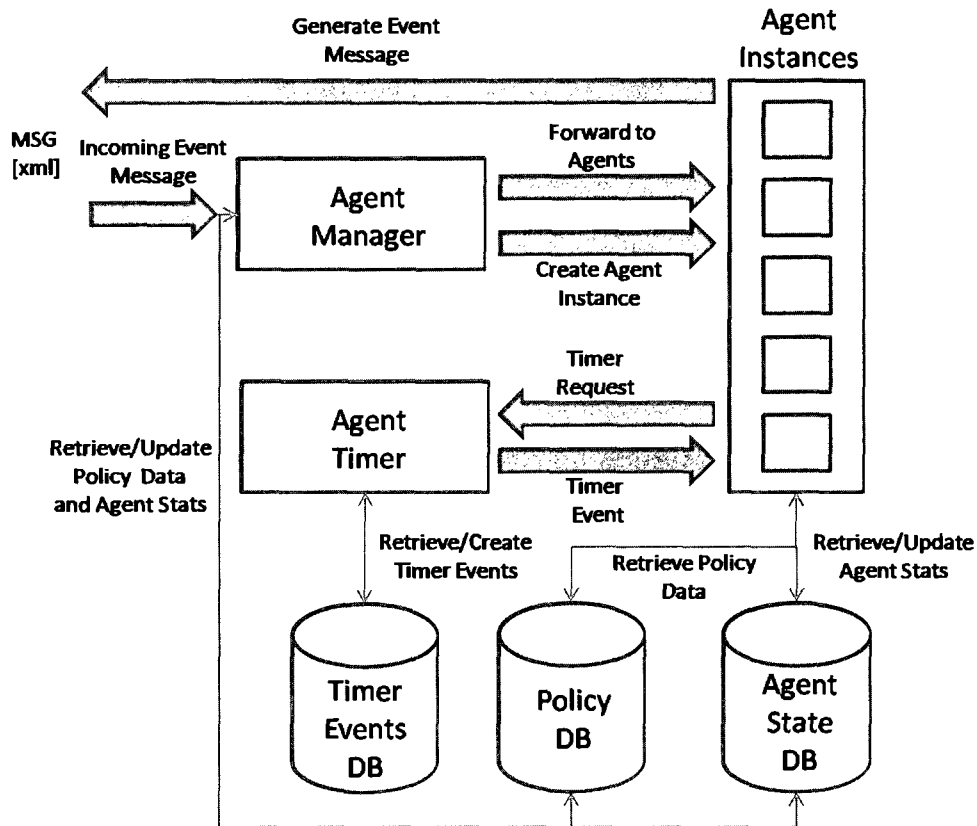 Generate Event
Message
Agent
Instances
MSG
[xml]
Incoming Event
Message
Agent
Manager
Forward to
Agents
Create Agent
Instance
Timer
Request
Agent
Timer
Timer
Event
Retrieve/Update
Policy Data
and Agent Stats
Retrieve/Create
Timer Events
Retrieve Policy
Data
Retrieve/Update
Agent Stats
Timer
Events
DB
Policy
DB
Agent
State
DB